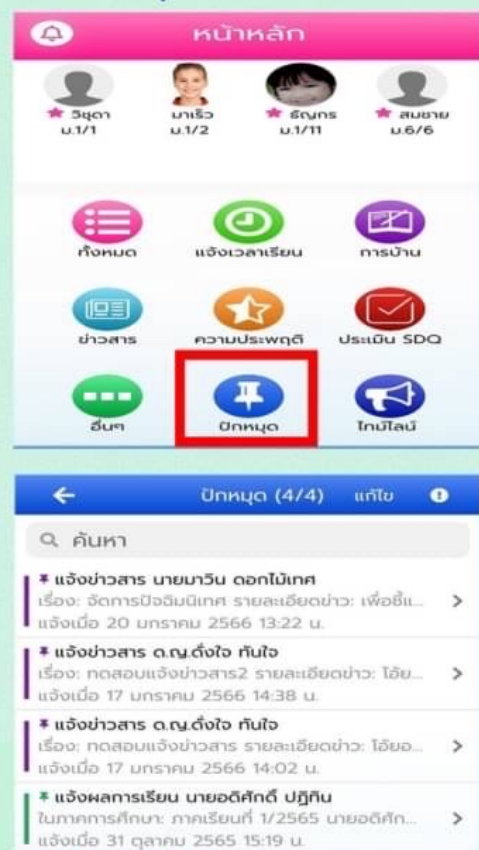 หน้าหลัก
วิชุดา มาเร็ว ธัญกร สมชาย
ม.1/1 ม.1/2 ม.1/11 ม.6/6
ทั้งหมด แจ้งเวลาเรียน การบ้าน
ข่าวสาร ความประพฤติ ประเมิน SDQ
อื่นๆ ปักหมุด ไทม์ไลน์
ปักหมุด (4/4) แก้ไข
ค้นหา
แจ้งข่าวสาร นายมาวิน ดอกไม้เทศ
เรื่อง: จัดการปัจฉิมนิเทศ รายละเอียดข่าว: เพื่อชี้แ...
แจ้งเมื่อ 20 มกราคม 2566 13:22 น.
แจ้งข่าวสาร ด.ญ.ดั่งใจ ทันใจ
เรื่อง: ทดสอบแจ้งข่าวสาร2 รายละเอียดข่าว: โอ้ย...
แจ้งเมื่อ 17 มกราคม 2566 14:38 น.
แจ้งข่าวสาร ด.ญ.ดั่งใจ ทันใจ
เรื่อง: ทดสอบแจ้งข่าวสาร รายละเอียดข่าว: โอ้ยอ...
แจ้งเมื่อ 17 มกราคม 2566 14:02 น.
แจ้งผลการเรียน นายอดิศักดิ์ ปฏิทิน
ในภาคการศึกษา: ภาคเรียนที่ 1/2565 นายอดิศัก...
แจ้งเมื่อ 31 ตุลาคม 2565 15:19 น.